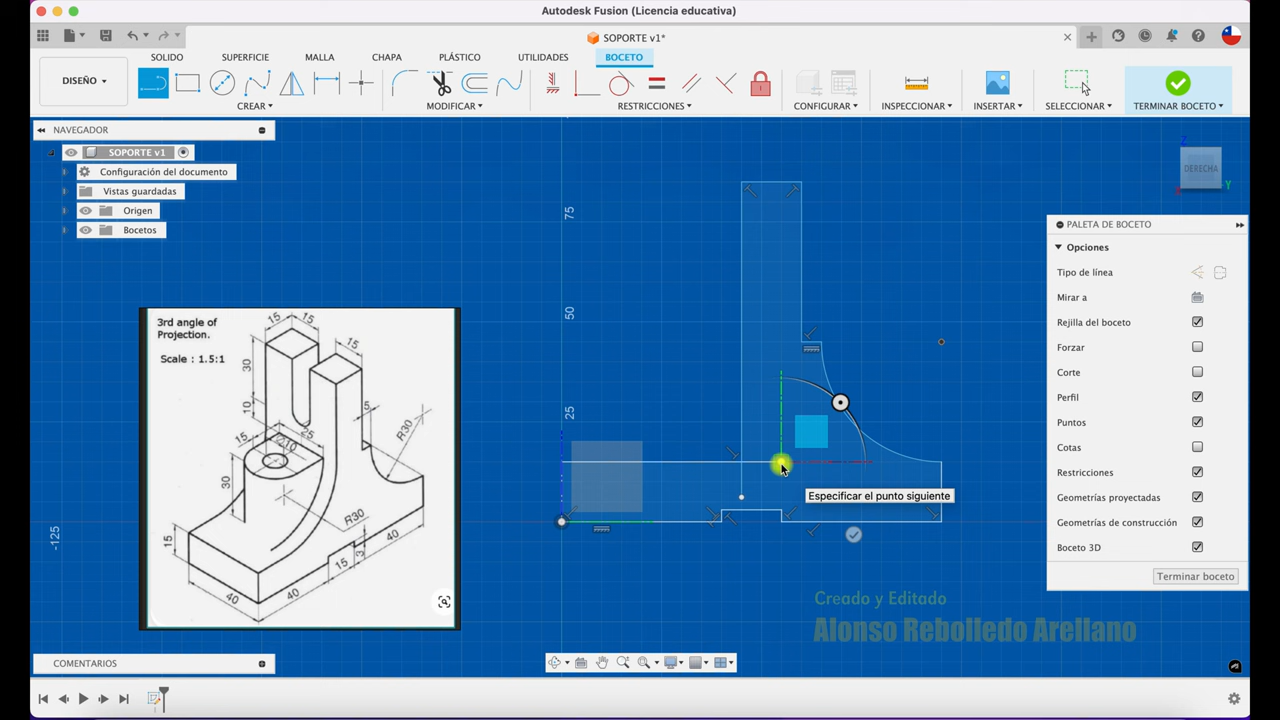 Autodesk Fusion (Licencia educativa)
SOPORTE v1*
DISEÑO
SOLIDO
SUPERFICIE
MALLA
CHAPA
PLÁSTICO
UTILIDADES
BOCETO
CREAR
MODIFICAR
RESTRICCIONES
CONFIGURAR
INSPECCIONAR
INSERTAR
SELECCIONAR
TERMINAR BOCETO
NAVEGADOR
SOPORTE v1
Configuración del documento
Vistas guardadas
Origen
Bocetos
Z
DERECHA
Y
X
75
50
25
-125
PALETA DE BOCETO
Opciones
Tipo de línea
Mirar a
Rejilla del boceto
Forzar
Corte
Perfil
Puntos
Cotas
Restricciones
Geometrías proyectadas
Geometrías de construcción
Boceto 3D
Terminar boceto
3rd angle of
Projection.
Scale : 1.5:1
15
15
15
30
10
5
R30
15
25
30
R30
15
40
40
15
3
40
Especificar el punto siguiente
Creado y Editado
Alonso Rebolledo Arellano
COMENTARIOS